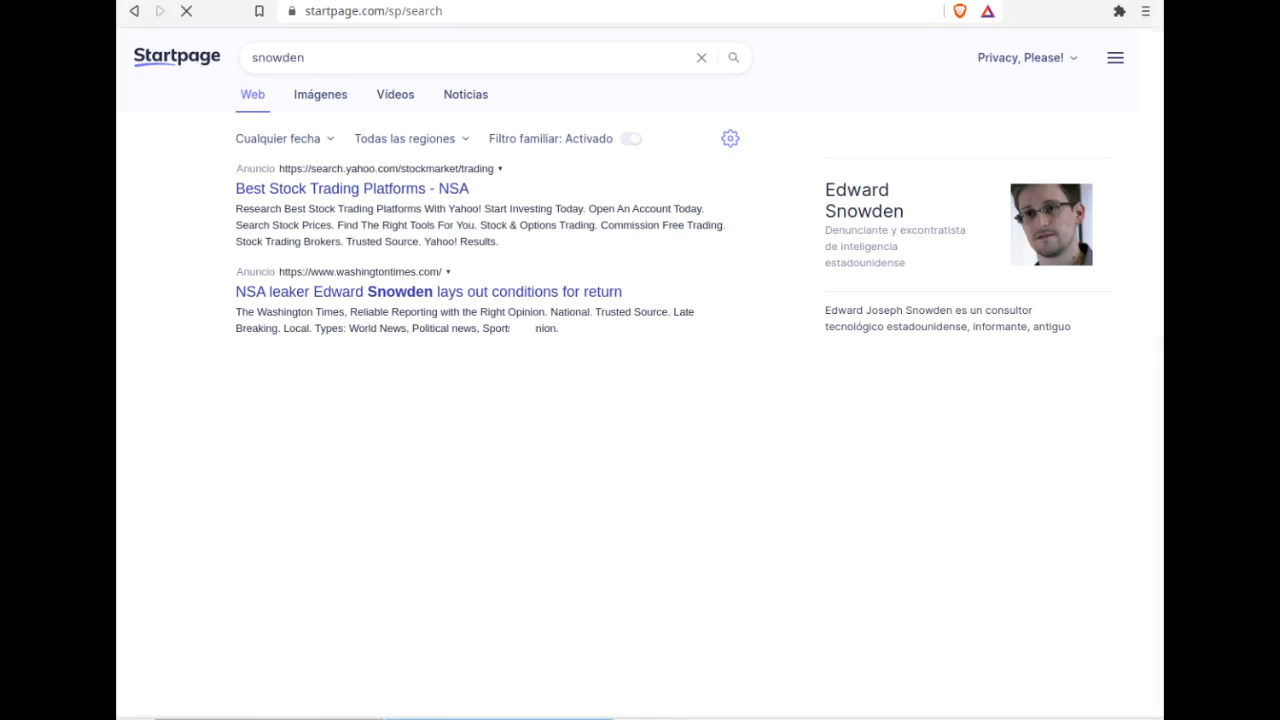 startpage.com/sp/search
Startpage
snowden
Privacy, Please!
Web Imágenes Vídeos Noticias
Cualquier fecha Todas las regiones Filtro familiar: Activado
Anuncio https://search.yahoo.com/stockmarket/trading
Best Stock Trading Platforms - NSA
Research Best Stock Trading Platforms With Yahoo! Start Investing Today. Open An Account Today.
Search Stock Prices. Find The Right Tools For You. Stock & Options Trading. Commission Free Trading.
Stock Trading Brokers. Trusted Source. Yahoo! Results.
Anuncio https://www.washingtontimes.com/
NSA leaker Edward Snowden lays out conditions for return
The Washington Times, Reliable Reporting with the Right Opinion. National. Trusted Source. Late
Breaking. Local. Types: World News, Political news, Sport nion.
Edward
Snowden
Denunciante y excontratista
de inteligencia
estadounidense
Edward Joseph Snowden es un consultor
tecnológico estadounidense, informante, antiguo